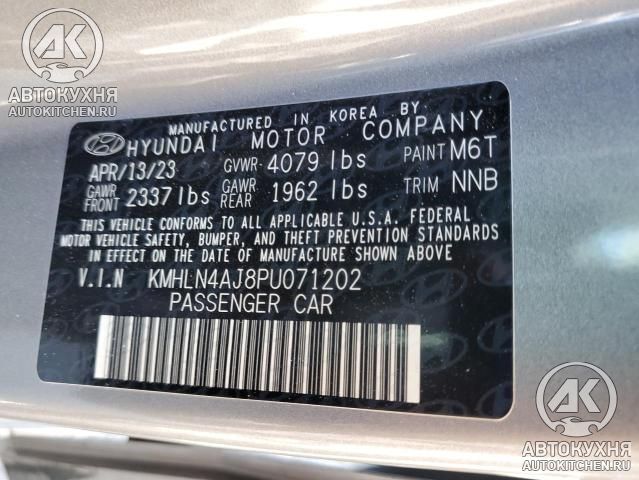 AK
АВТОКУХНЯ
AUTOKITCHEN.RU
MANUFACTURED IN KOREA BY
HYUNDAI MOTOR COMPANY
APR/13/23 GVWR 4079 lbs PAINT M6T
GAWR FRONT 2337 lbs GAWR REAR 1962 lbs TRIM NNB
THIS VEHICLE CONFORMS TO ALL APPLICABLE U.S.A. FEDERAL
MOTOR VEHICLE SAFETY, BUMPER, AND THEFT PREVENTION STANDARDS
IN EFFECT ON THE DATE OF MANUFACTURE SHOWN ABOVE
V.I.N KMHLN4AJ8PU071202
PASSENGER CAR
AK
АВТОКУХНЯ
AUTOKITCHEN.RU